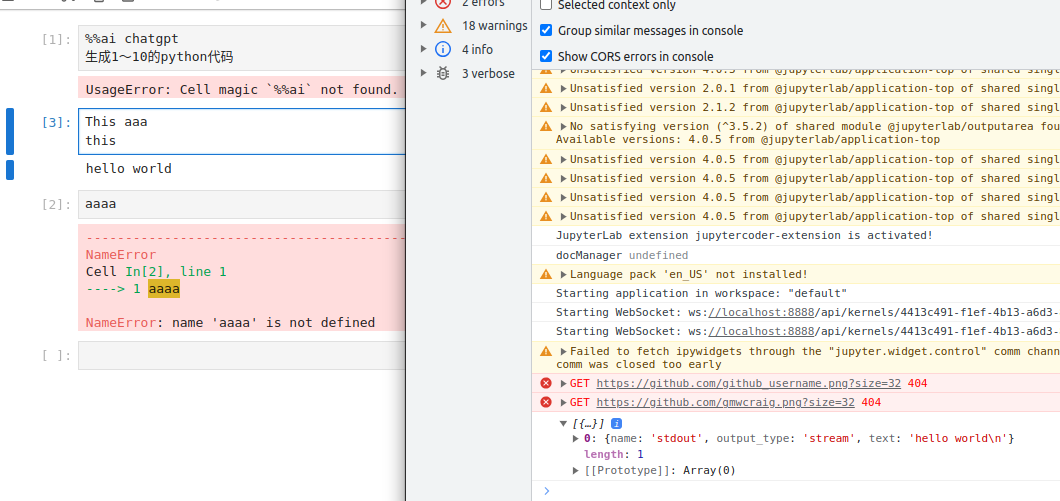 [1]:
%%ai chatgpt
生成1～10的python代码
UsageError: Cell magic `%%ai` not found.
[3]:
This aaa
this
hello world
[2]:
aaaa
NameError
Cell In[2], line 1
----> 1 aaaa
NameError: name 'aaaa' is not defined
[ ]:
2 errors
18 warnings
4 info
3 verbose
Selected context only
Group similar messages in console
Show CORS errors in console
Unsatisfied version 4.0.5 from @jupyterlab/application-top of shared singl
Unsatisfied version 2.0.1 from @jupyterlab/application-top of shared singl
Unsatisfied version 2.1.2 from @jupyterlab/application-top of shared singl
No satisfying version (^3.5.2) of shared module @jupyterlab/outputarea fou
Available versions: 4.0.5 from @jupyterlab/application-top
Unsatisfied version 4.0.5 from @jupyterlab/application-top of shared singl
Unsatisfied version 4.0.5 from @jupyterlab/application-top of shared singl
Unsatisfied version 4.0.5 from @jupyterlab/application-top of shared singl
Unsatisfied version 4.0.5 from @jupyterlab/application-top of shared singl
JupyterLab extension jupytercoder-extension is activated!
docManager undefined
Language pack 'en_US' not installed!
Starting application in workspace: "default"
Starting WebSocket: ws://localhost:8888/api/kernels/4413c491-f1ef-4b13-a6d3-
Starting WebSocket: ws://localhost:8888/api/kernels/4413c491-f1ef-4b13-a6d3-
Failed to fetch ipywidgets through the "jupyter.widget.control" comm chann
comm was closed too early
GET https://github.com/github_username.png?size=32 404
GET https://github.com/gmwcraig.png?size=32 404
[{…}]
0: {name: 'stdout', output_type: 'stream', text: 'hello world\n'}
length: 1
[[Prototype]]: Array(0)